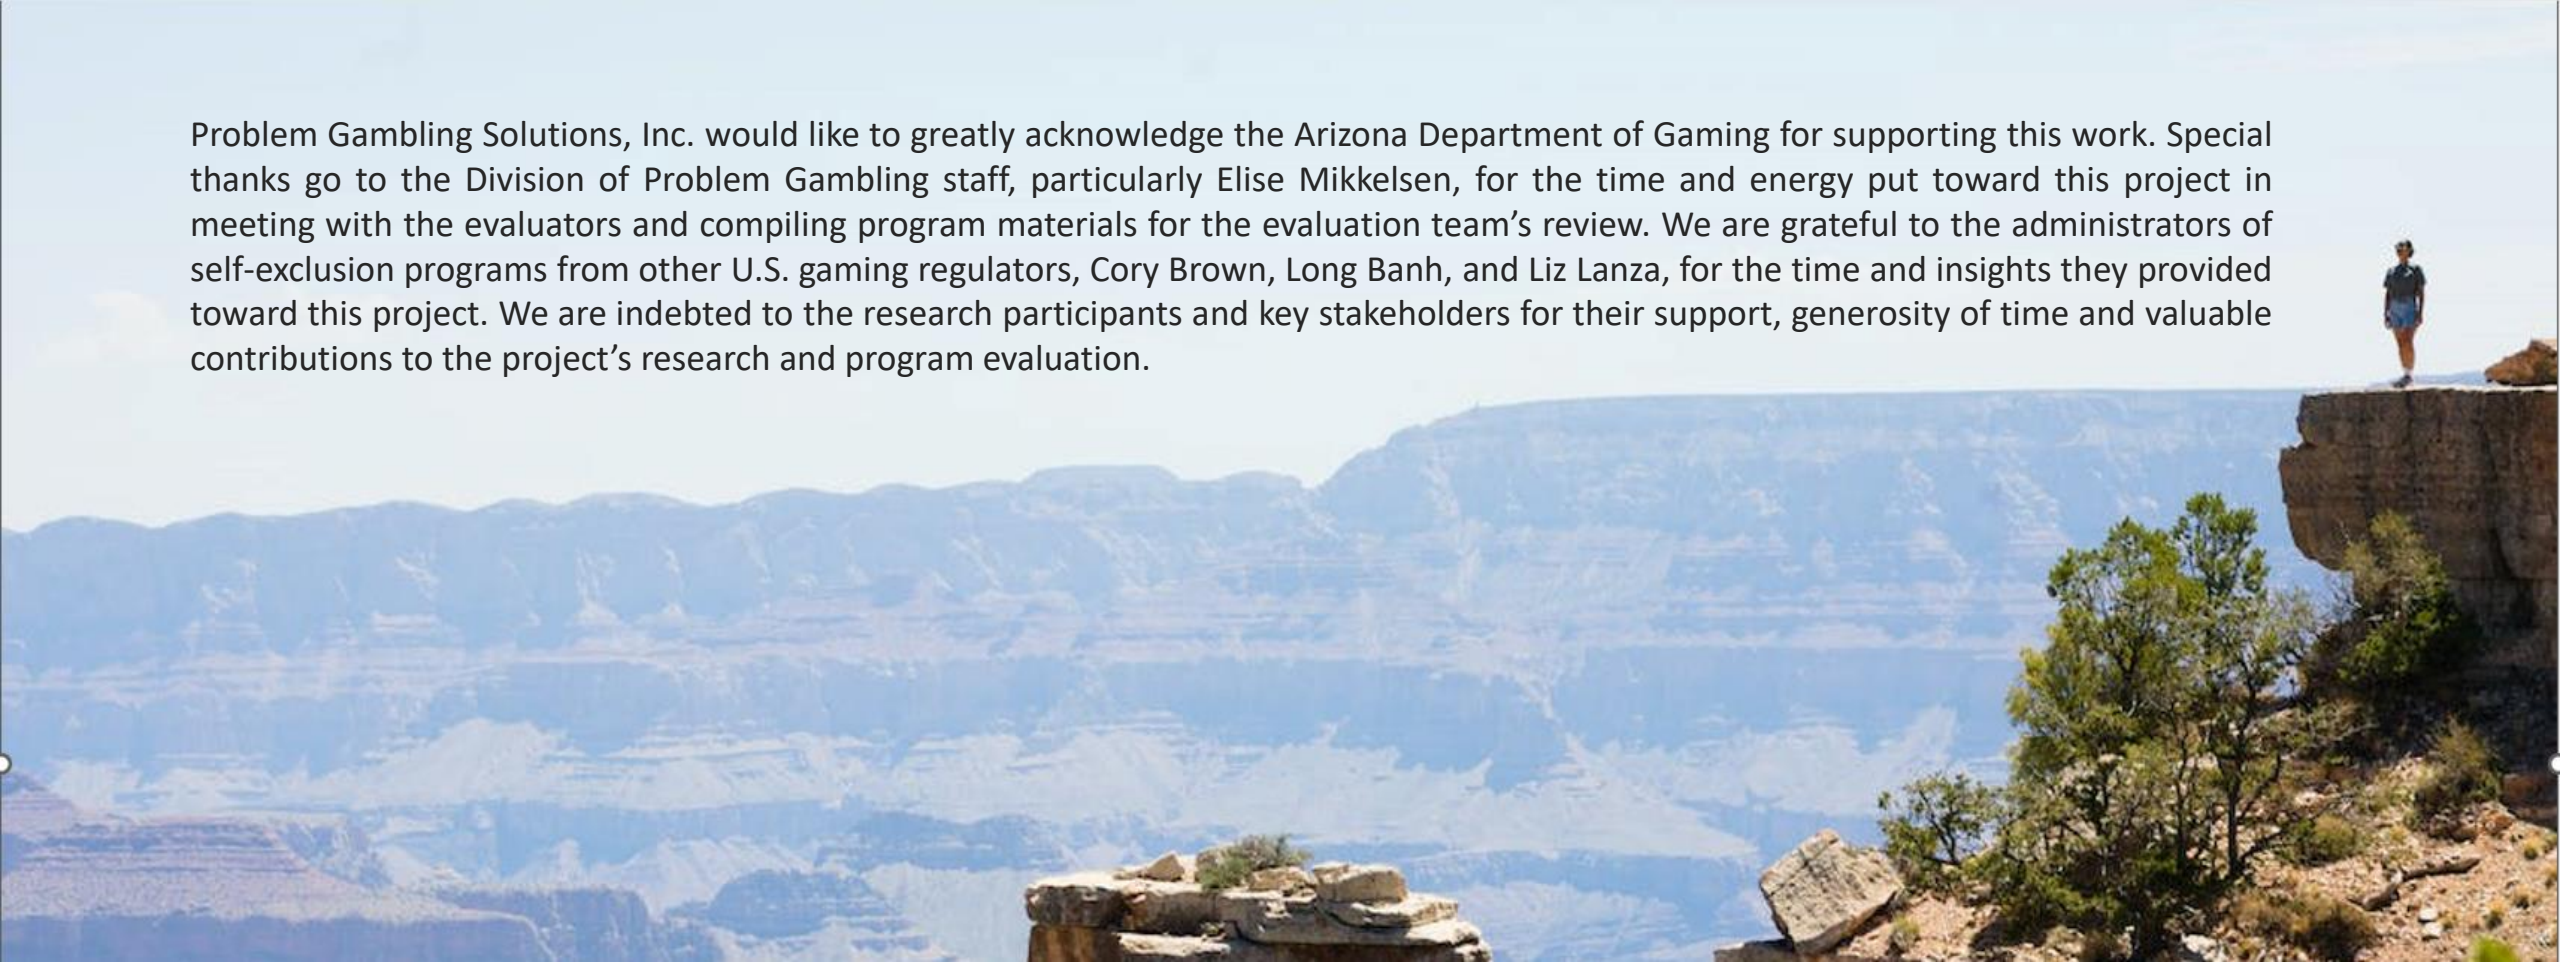 Problem Gambling Solutions, Inc. would like to greatly acknowledge the Arizona Department of Gaming for supporting this work. Special
thanks go to the Division of Problem Gambling staff, particularly Elise Mikkelsen, for the time and energy put toward this project in
meeting with the evaluators and compiling program materials for the evaluation team’s review. We are grateful to the administrators of
self-exclusion programs from other U.S. gaming regulators, Cory Brown, Long Banh, and Liz Lanza, for the time and insights they provided
toward this project. We are indebted to the research participants and key stakeholders for their support, generosity of time and valuable
contributions to the project’s research and program evaluation.